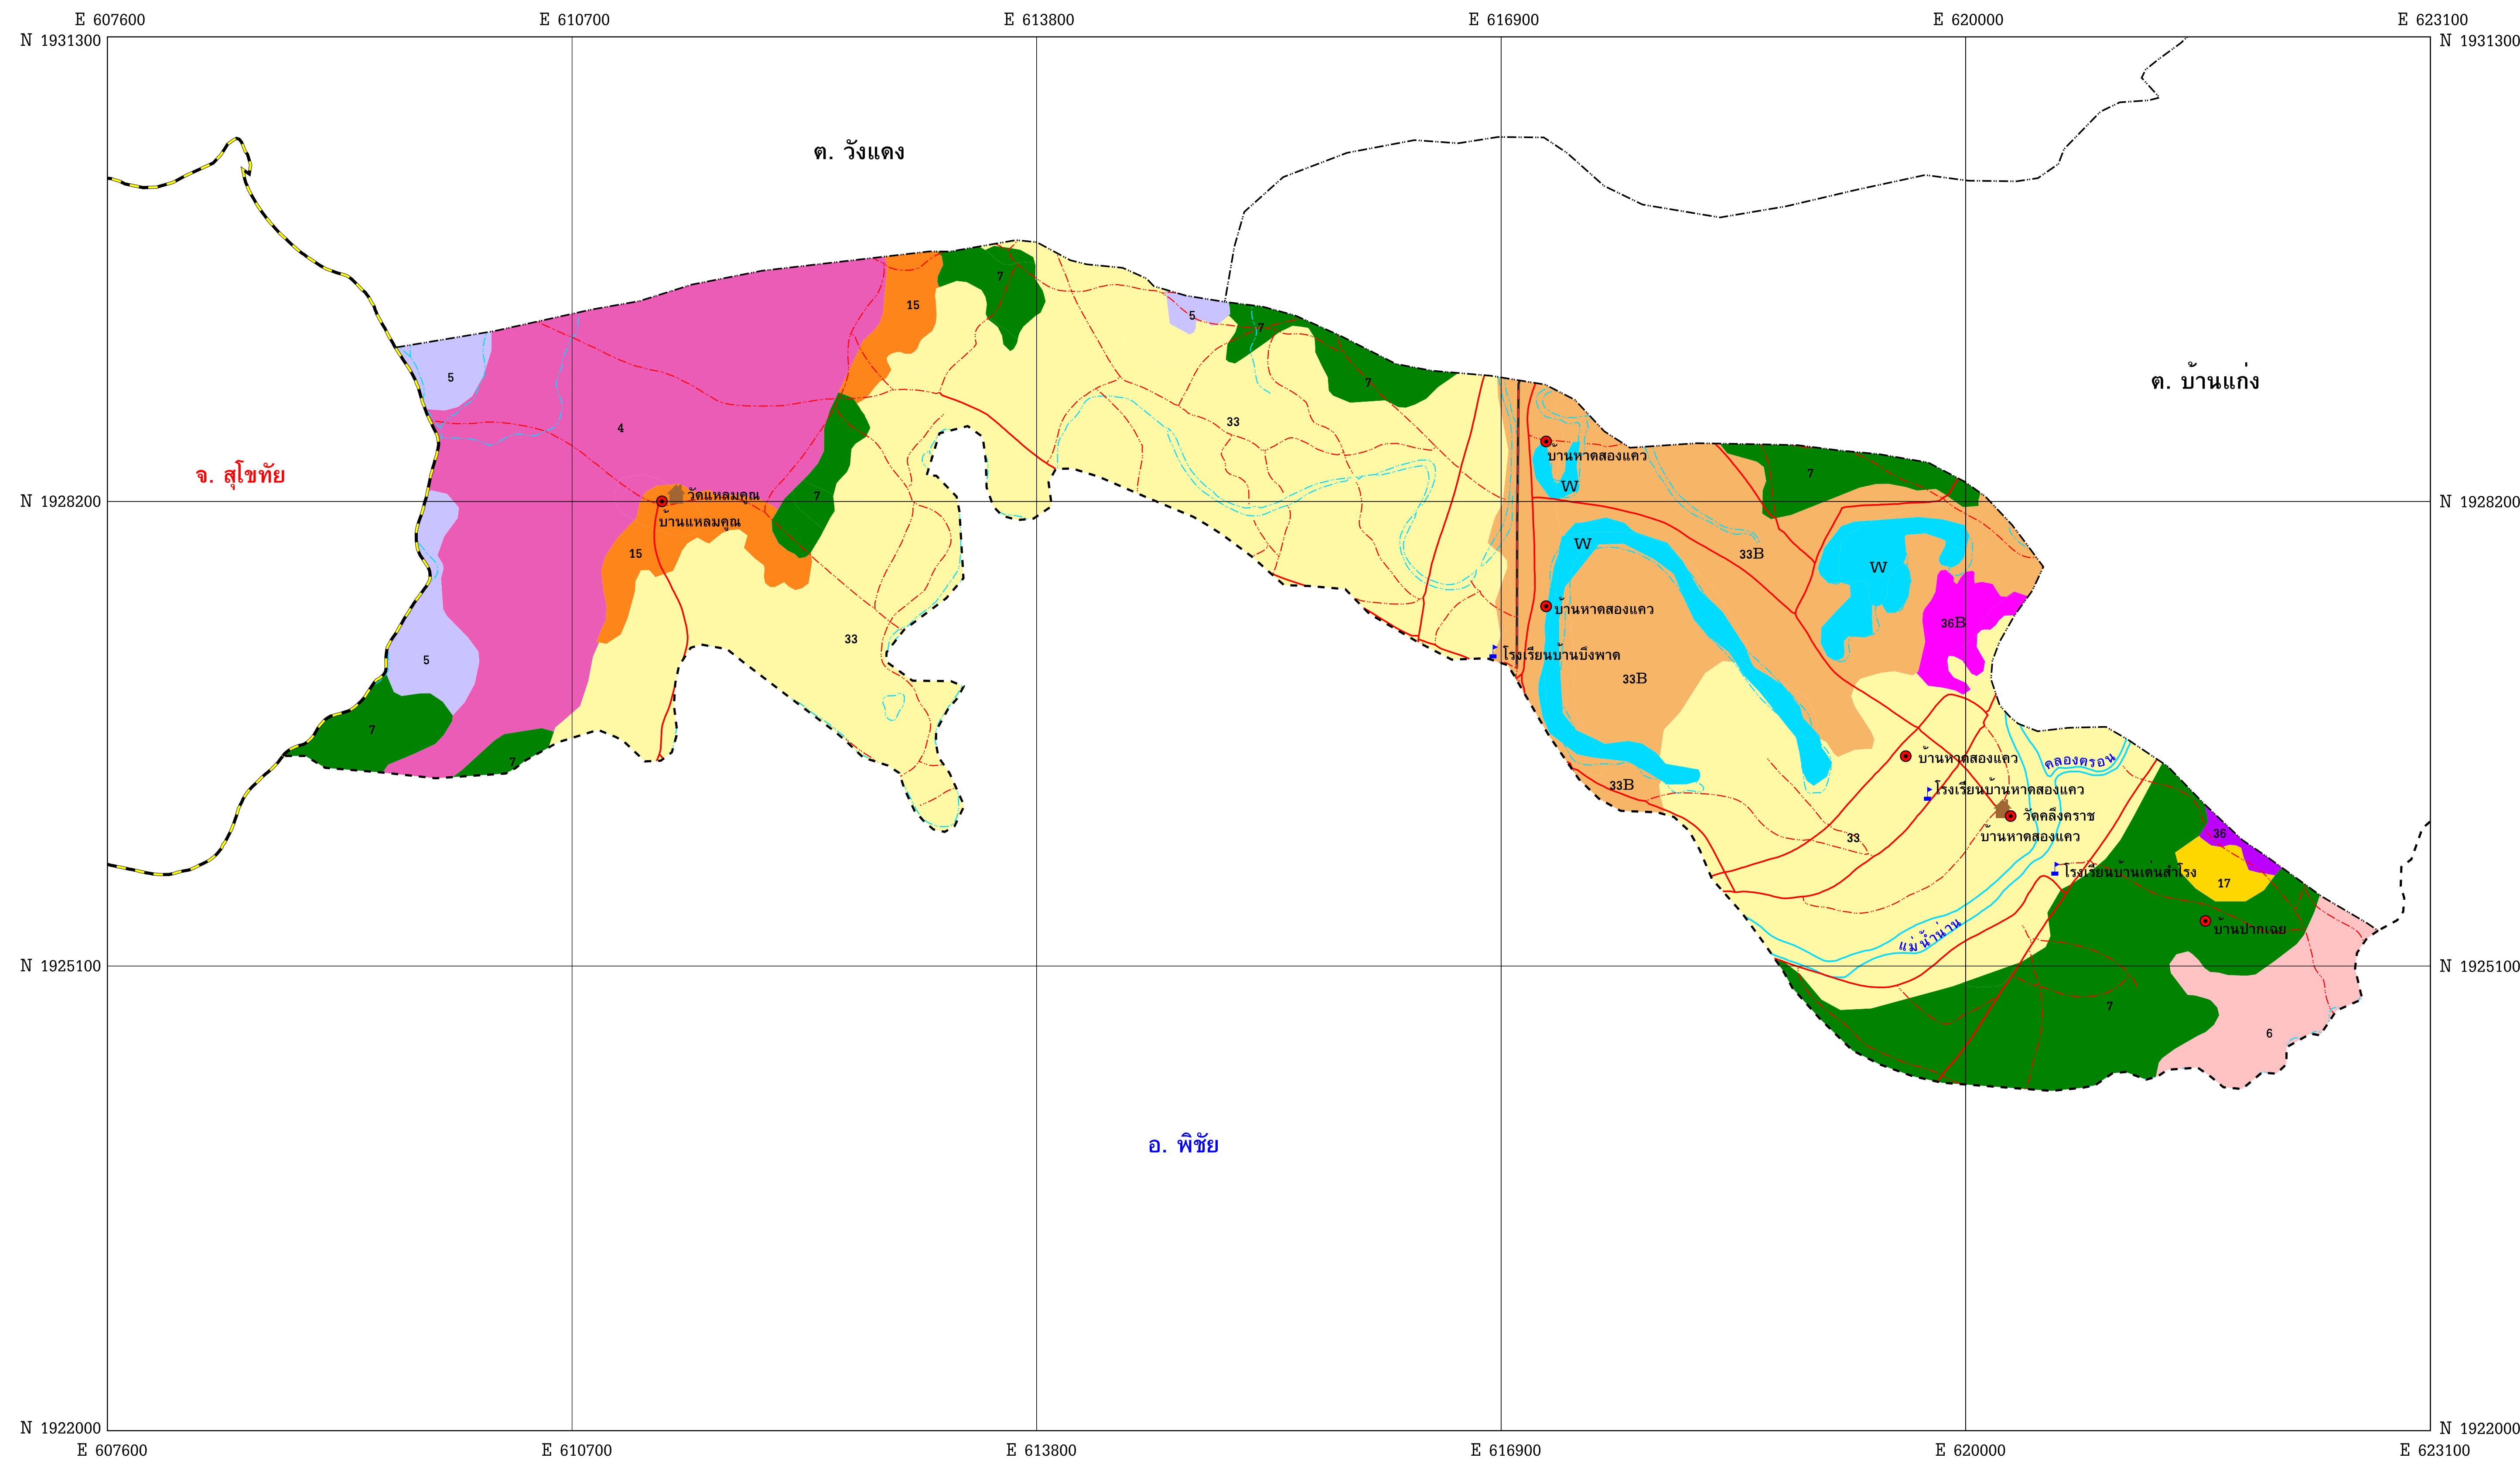 E 607600 E 610700 E 613800 E 616900 E 620000 E 623100
N 1931300 N 1931300
ต. วังแดง
7
15
5
7
5
7
ต. บ้านแก่ง
4
33
จ. สุโขทัย
บ้านหาดสองแคว
7
W
N 1928200 7 วัดแหลมคูณ N 1928200
บ้านแหลมคูณ
15
W
33B
W
บ้านหาดสองแคว
36B
33
โรงเรียนบ้านบึงพาด
5
33B
7
7
บ้านหาดสองแคว
คลองตรอน
33B
โรงเรียนบ้านหาดสองแคว
วัดคลึงคราช
บ้านหาดสองแคว
33
36
โรงเรียนบ้านเด่นสำโรง
17
บ้านปากเฉย
แม่น้ำน่าน
N 1925100 N 1925100
7
6
อ. พิชัย
N 1922000 N 1922000
E 607600 E 610700 E 613800 E 616900 E 620000 E 623100